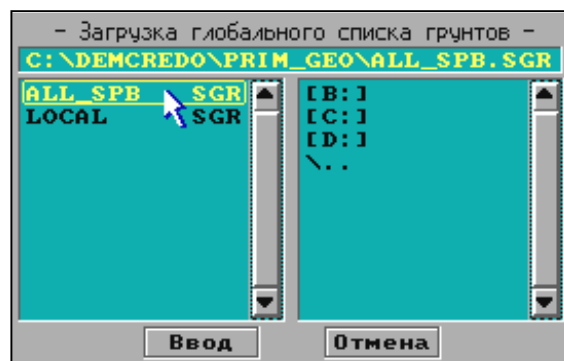 – Загрузка глобального списка грунтов –
C:\DEMCREDO\PRIM_GEO\ALL_SPB.SGR
ALL_SPB SGR
LOCAL SGR
[B:]
[C:]
[D:]
\..
Ввод Отмена